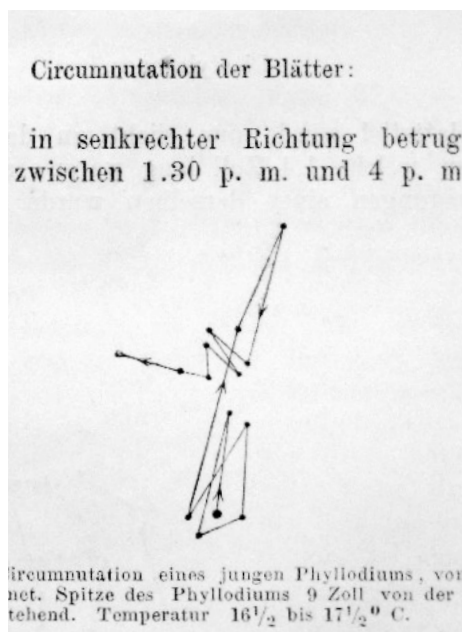 Circumnutation der Blätter:
in senkrechter Richtung betrug
zwischen 1.30 p. m. und 4 p. m
Circumnutation eines jungen Phyllodiums, vo
net. Spitze des Phyllodiums 9 Zoll von der
tehend. Temperatur 16½ bis 17½° C.